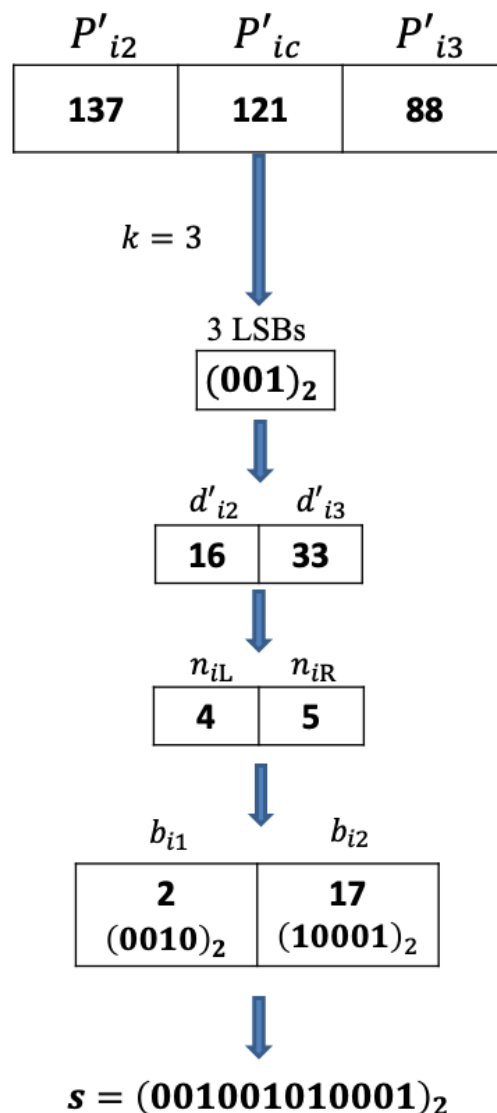 P'i2 P'ic P'i3
137 121 88
k = 3
3 LSBs
(001)2
d'i2 d'i3
16 33
niL niR
4 5
bi1 bi2
2 17
(0010)2 (10001)2
s = (001001010001)2